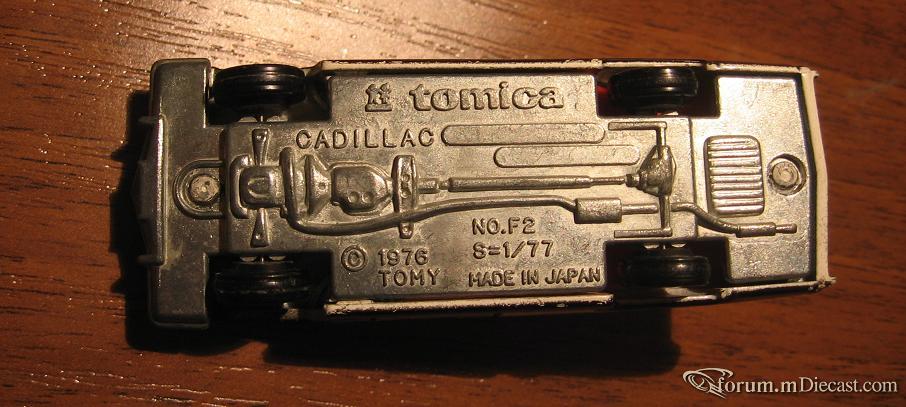 tomica
CADILLAC
NO.F2
© 1976 S=1/77
TOMY MADE IN JAPAN
forum.mDiecast.com